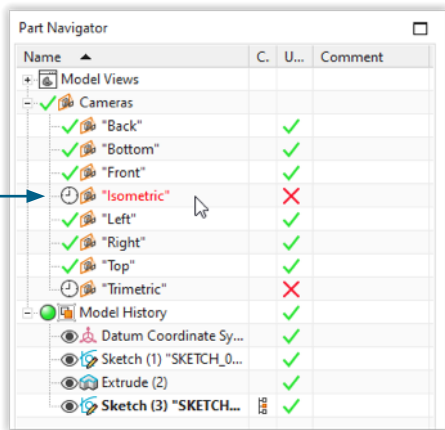 Part Navigator
Name C. U... Comment
Model Views
Cameras
"Back"
"Bottom"
"Front"
"Isometric"
"Left"
"Right"
"Top"
"Trimetric"
Model History
Datum Coordinate Sy...
Sketch (1) "SKETCH_0...
Extrude (2)
Sketch (3) "SKETCH...